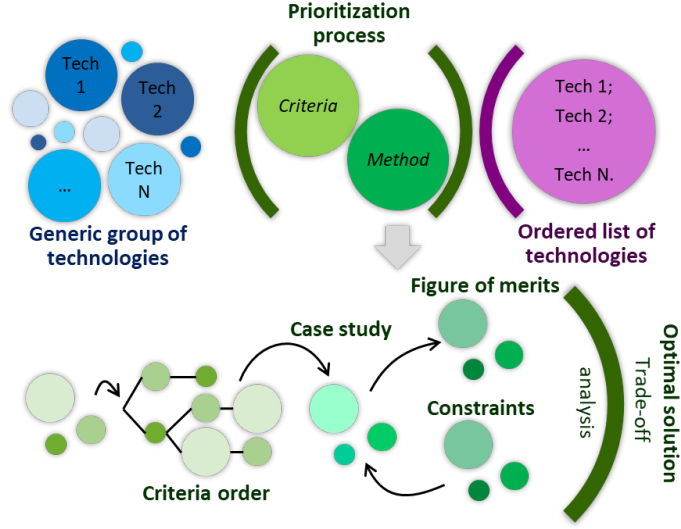 Prioritization
process
Tech
1
Tech
2
...
Tech
N
Generic group of
technologies
Criteria
Method
Tech 1;
Tech 2;
...
Tech N.
Ordered list of
technologies
Figure of merits
Case study
Constraints
Criteria order
Optimal solution
Trade-off
analysis